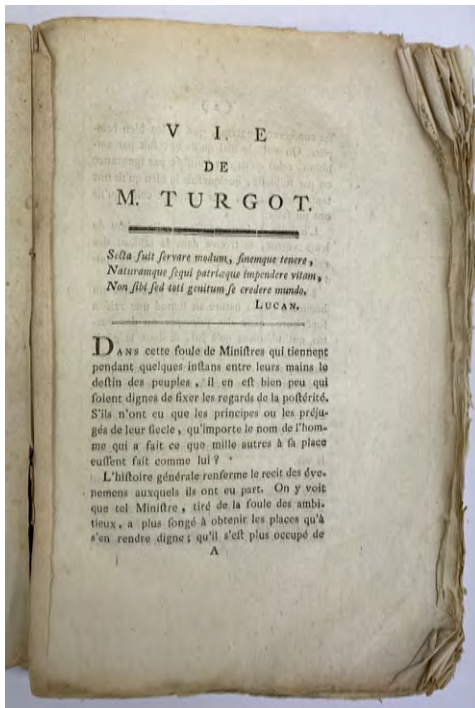 VIE
DE
M. TURGOT.
Secta fuit ſervare modum, finemque tenere,
Naturamque ſequi patriæque impendere vitam,
Non ſibi ſed toti genitum ſe credere mundo.
LUCAN.
DANS cette foule de Miniſtres qui tiennent
pendant quelques inſtans entre leurs mains le
deſtin des peuples, il en eſt bien peu qui
ſoient dignes de fixer les regards de la poſtérité.
S'ils n'ont eu que les principes ou les préju-
gés de leur ſiecle, qu'importe le nom de l'hom-
me qui a fait ce que mille autres à ſa place
euſſent fait comme lui?
L'hiſtoire générale renferme le recit des éve-
nemens auxquels ils ont eu part. On y voit
que tel Miniſtre, tiré de la foule des ambi-
tieux, a plus ſongé à obtenir les places qu'à
s'en rendre digne; qu'il s'eſt plus occupé de
A